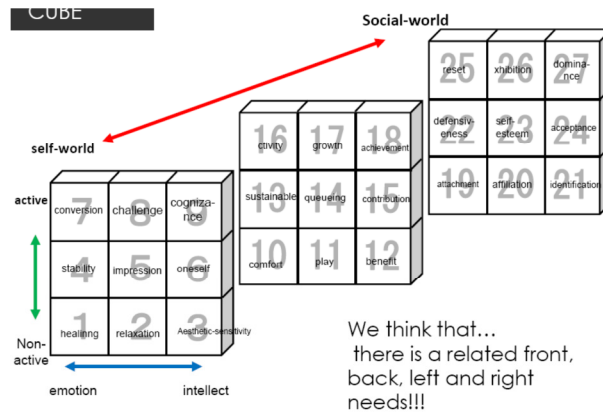 CUBE
Social-world
25 26 27
reset xhibition domina-
nce
22 23 24
defensiv-
eness self-
esteem acceptance
19 20 21
attachment affiliation identification
16 17 18
ctivity growth achievement
13 14 15
sustainable queueing contribution
10 11 12
comfort play benefit
self-world
active
7 8 9
conversion challenge cogniza-
nce
4 5 6
stability impression oneself
1 2 3
healinng relaxation Aesthetic-sensitivity
Non-
active
emotion intellect
We think that...
there is a related front,
back, left and right
needs!!!